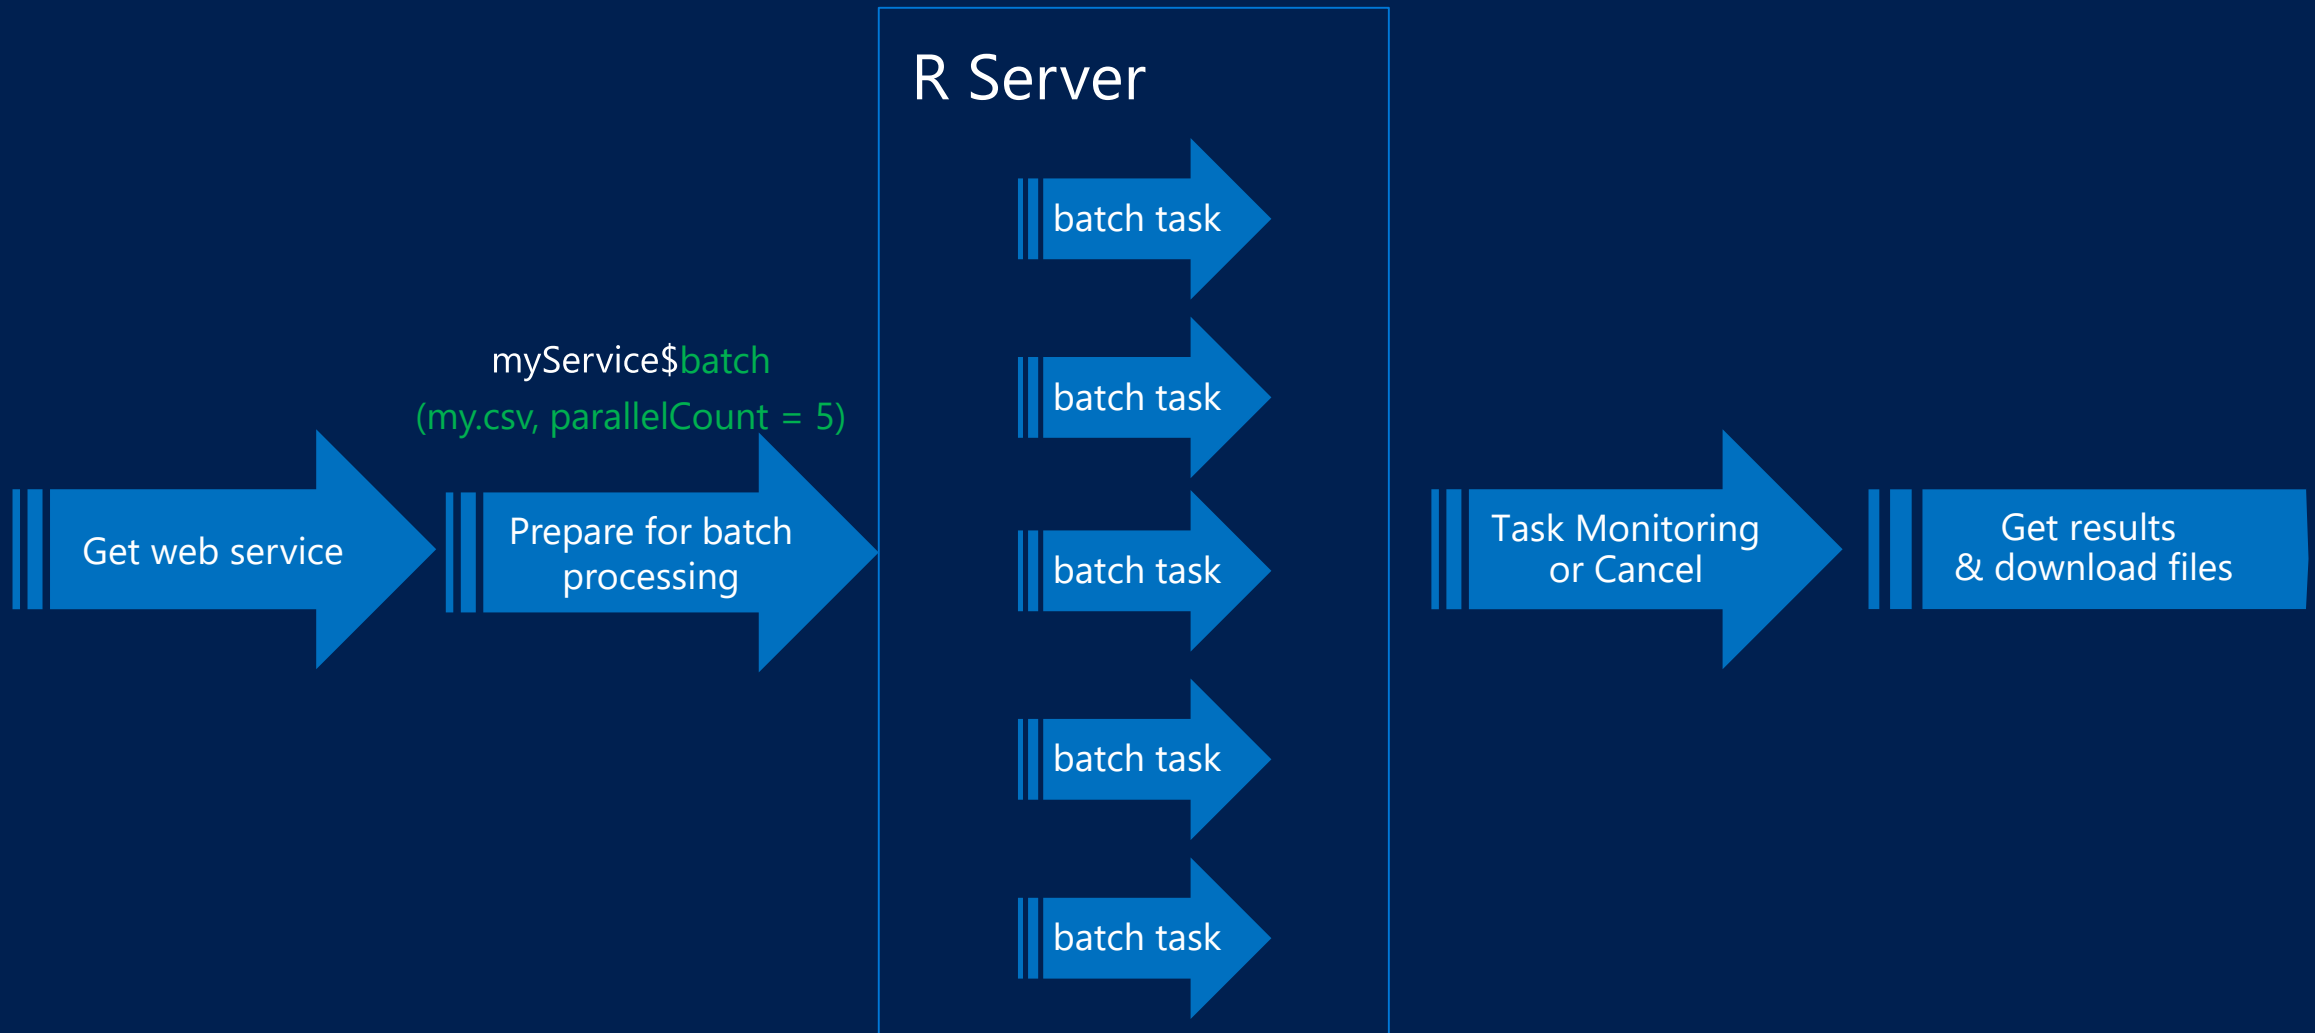 R Server
myService$batch
(my.csv, parallelCount = 5)
Get web service
Prepare for batch
processing
batch task
batch task
batch task
batch task
batch task
Task Monitoring
or Cancel
Get results
& download files